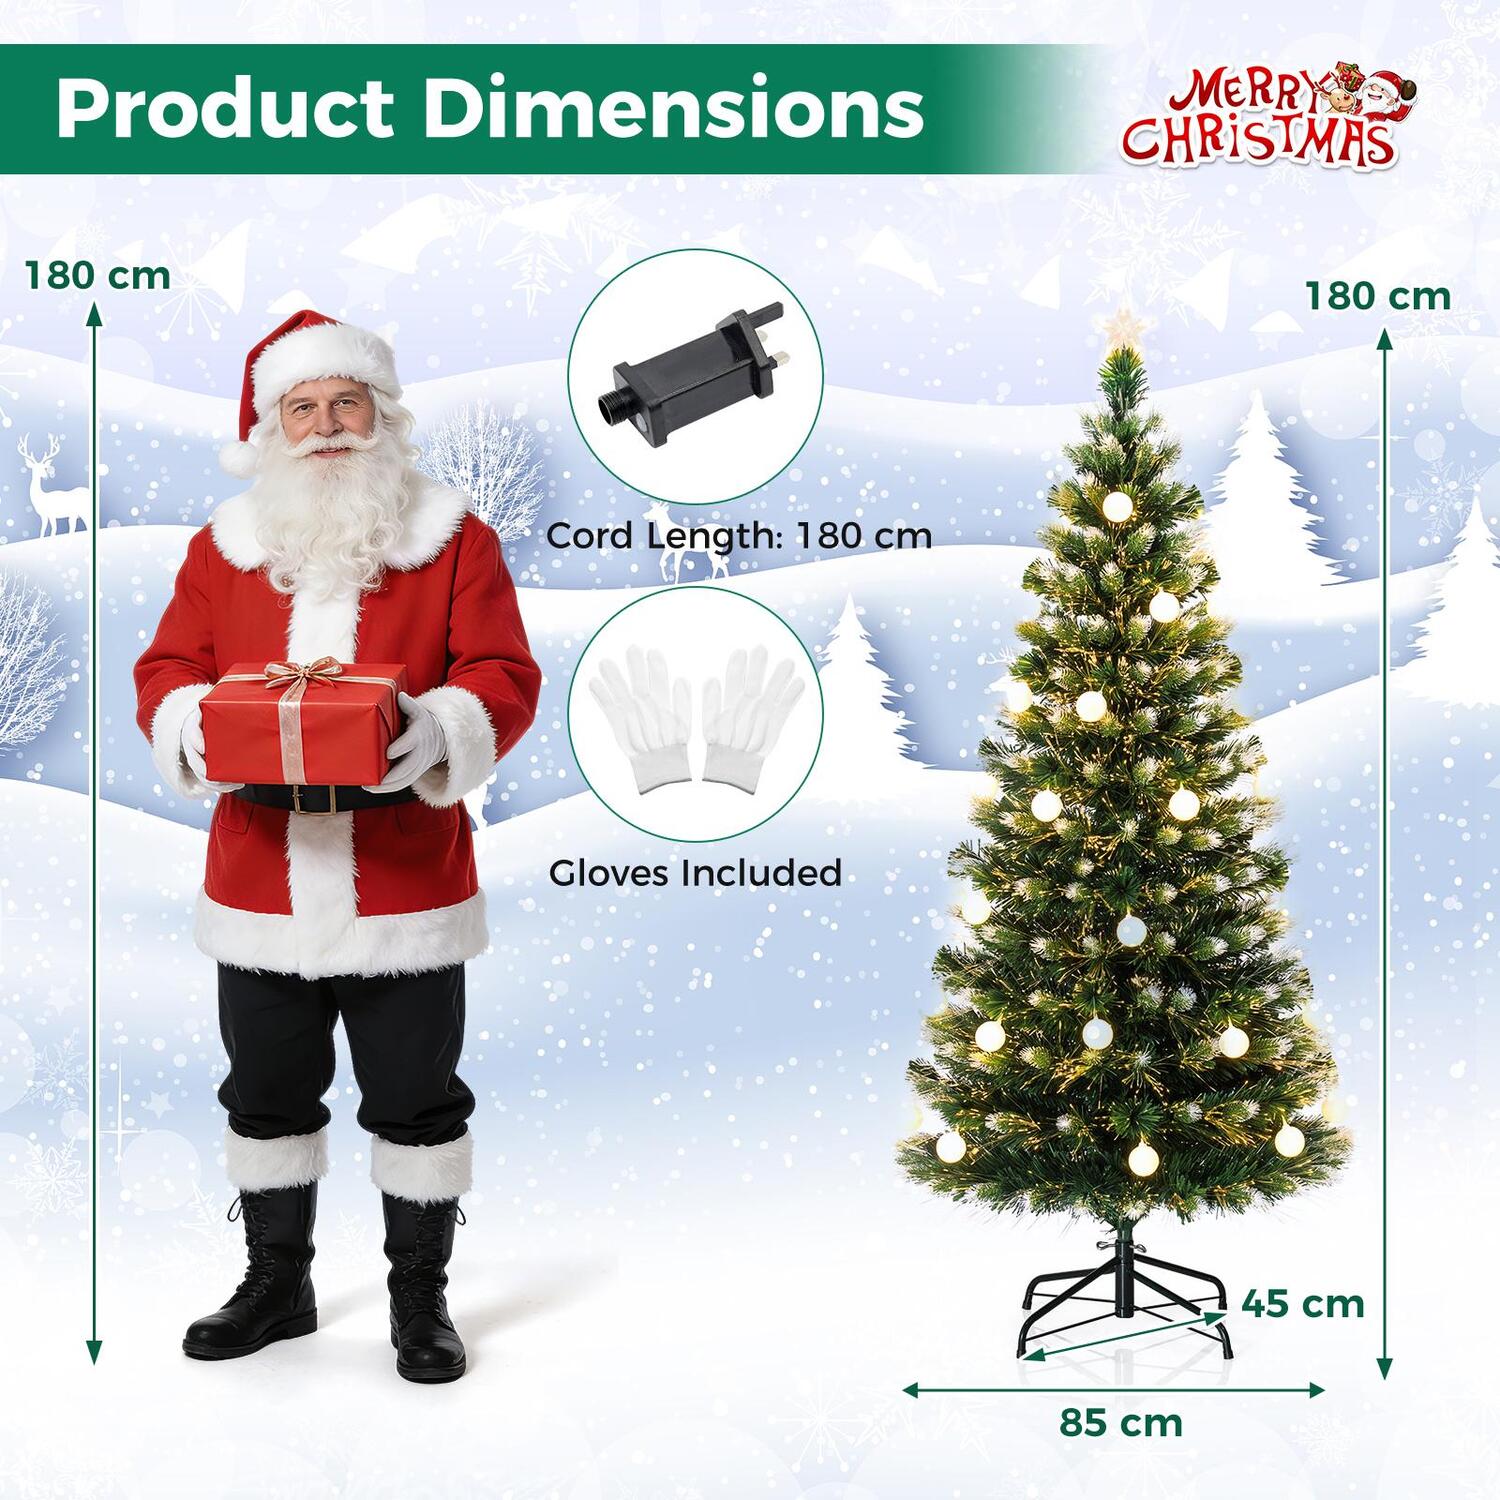 Product Dimensions
MERRY
CHRISTMAS
180 cm
180 cm
Cord Length: 180 cm
Gloves Included
45 cm
85 cm